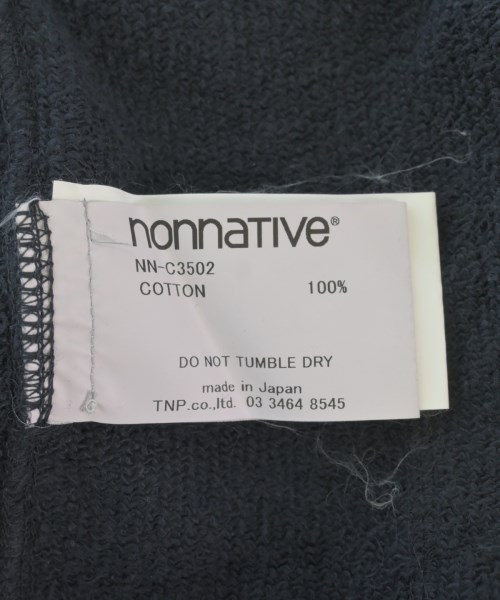 nonnative®
NN-C3502
COTTON 100%
DO NOT TUMBLE DRY
made in Japan
TNP.co.,ltd. 03 3464 8545